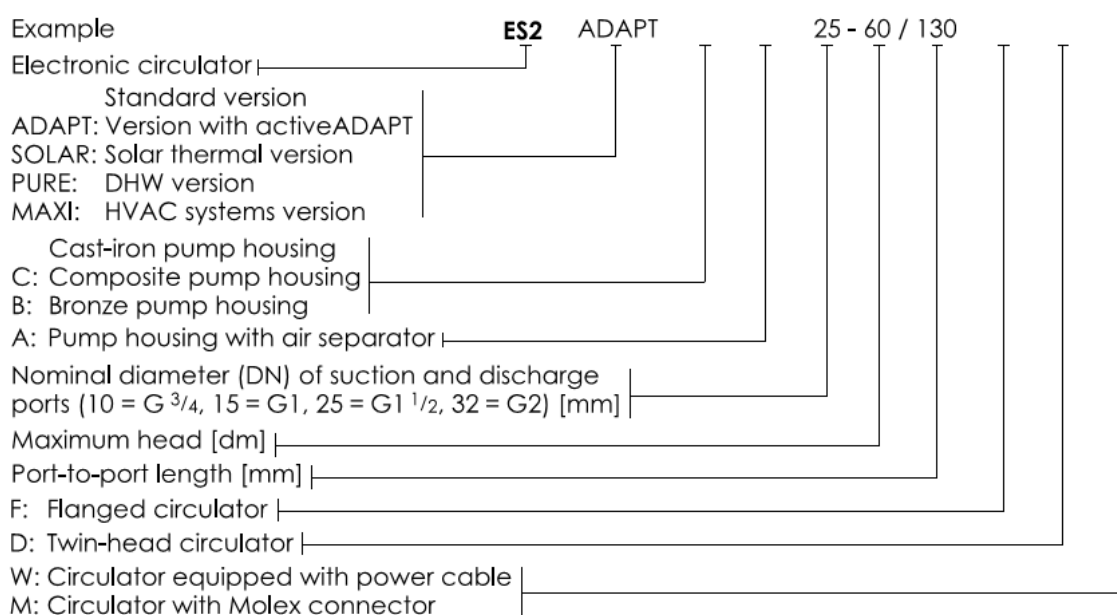 Example ES2 ADAPT 25 - 60 / 130
Electronic circulator
Standard version
ADAPT: Version with activeADAPT
SOLAR: Solar thermal version
PURE: DHW version
MAXI: HVAC systems version
Cast-iron pump housing
C: Composite pump housing
B: Bronze pump housing
A: Pump housing with air separator
Nominal diameter (DN) of suction and discharge
ports (10 = G 3/4, 15 = G1, 25 = G1 1/2, 32 = G2) [mm]
Maximum head [dm]
Port-to-port length [mm]
F: Flanged circulator
D: Twin-head circulator
W: Circulator equipped with power cable
M: Circulator with Molex connector